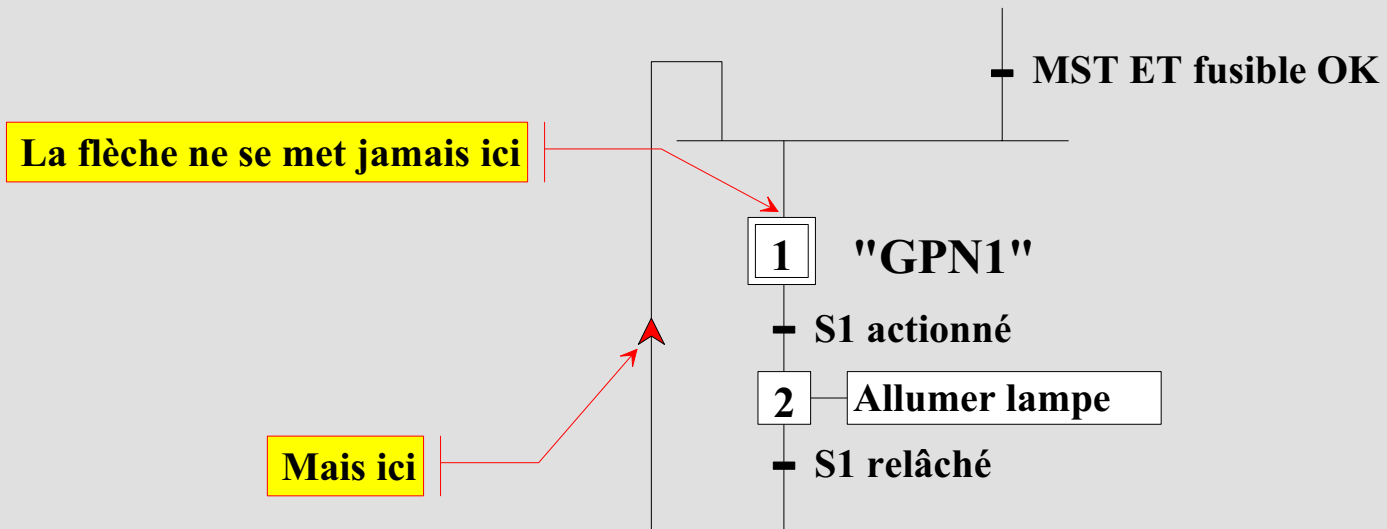 MST ET fusible OK
La flèche ne se met jamais ici
1 "GPN1"
S1 actionné
2 Allumer lampe
Mais ici
S1 relâché